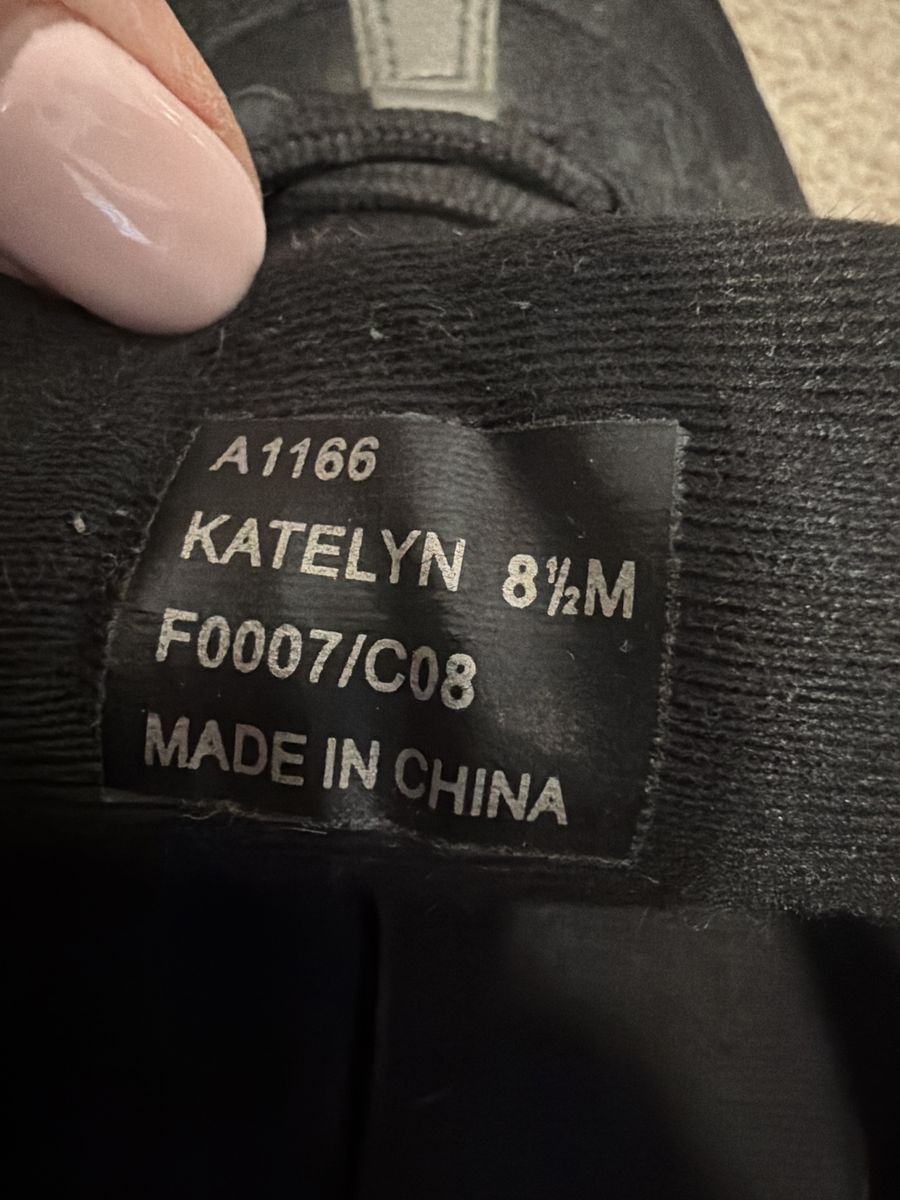 A1166
KATELYN 8½M
F0007/C08
MADE IN CHINA